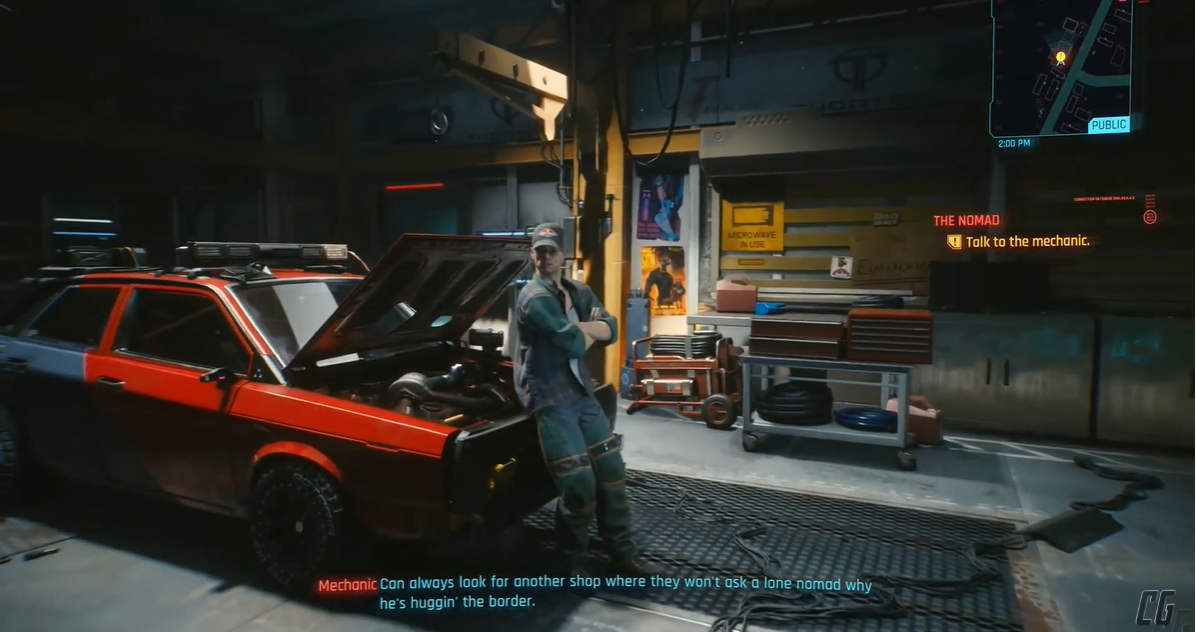 PUBLIC
2:00 PM
THE NOMAD
Talk to the mechanic.
MICROWAVE
IN USE
Mechanic Can always look for another shop where they won't ask a lone nomad why
he's huggin' the border.
CG